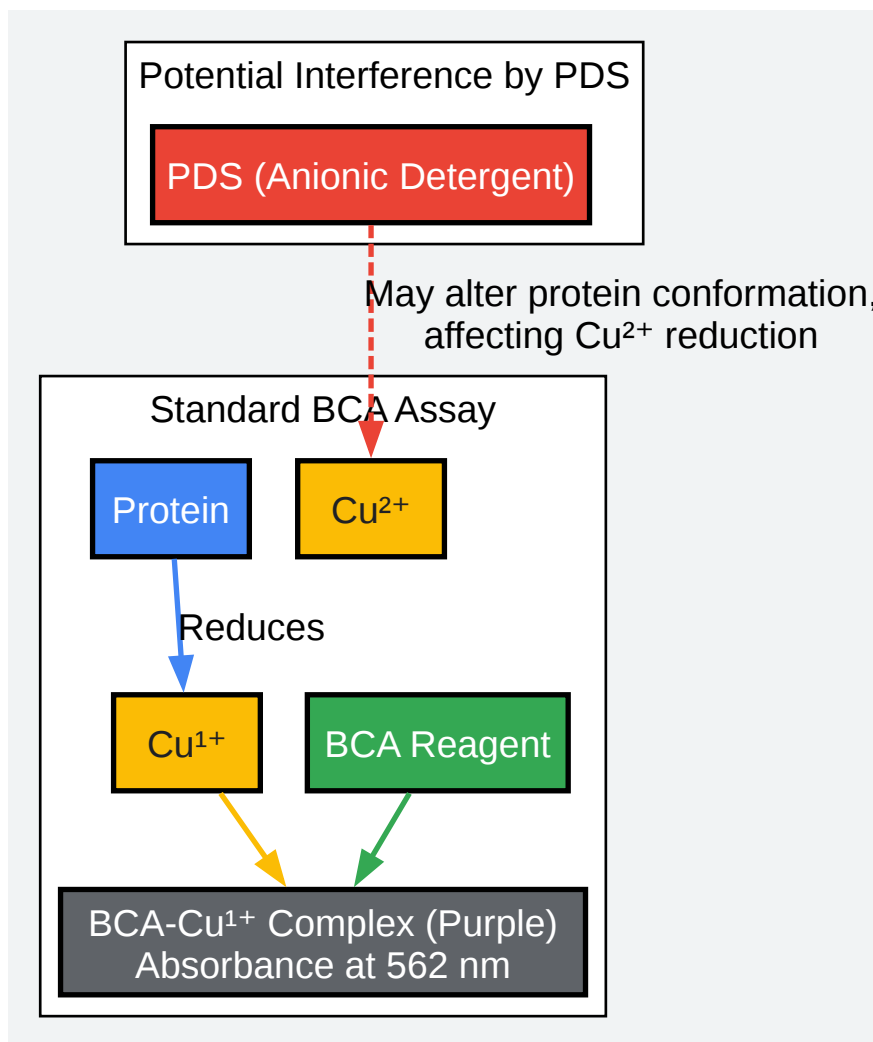 Potential Interference by PDS
PDS (Anionic Detergent)
May alter protein conformation,
affecting Cu²⁺ reduction
Standard BCA Assay
Protein
Cu²⁺
Reduces
Cu¹⁺
BCA Reagent
BCA-Cu¹⁺ Complex (Purple)
Absorbance at 562 nm